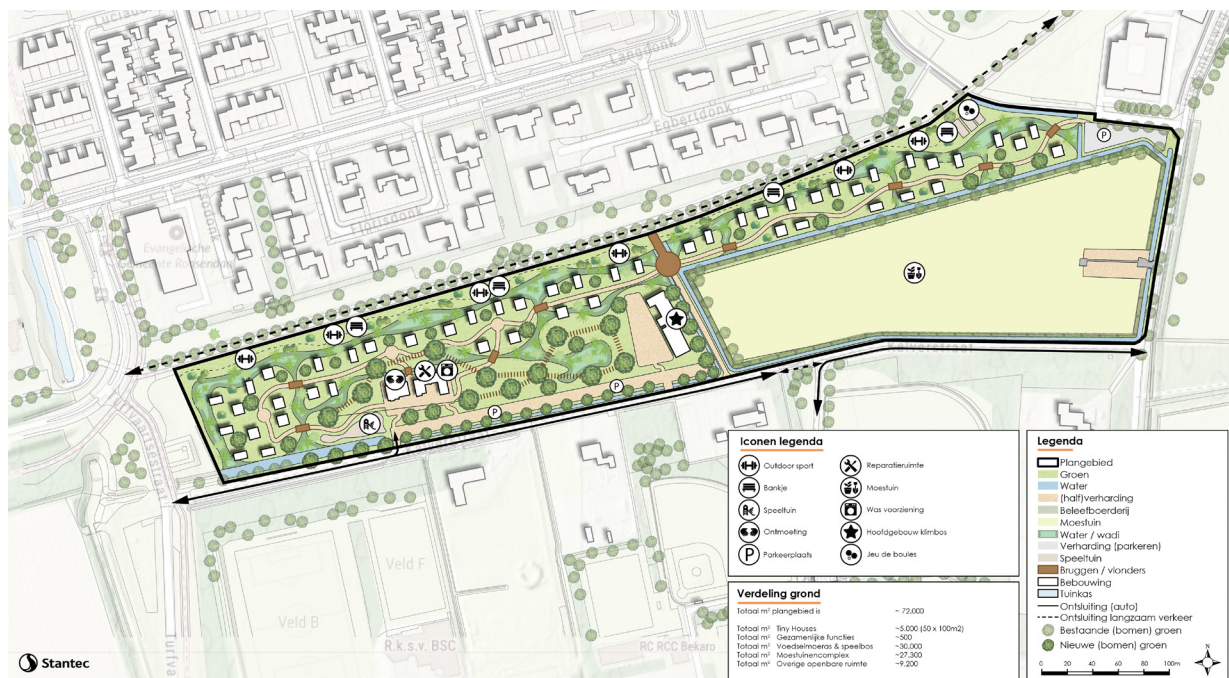 Luciadonk
Langdonk
Egbertdonk
Florisdonk
Evangelische
Gemeente Roosendaal
Kalverstraat
P
P
P
Veld F
Veld B
R.k.s.v. BSC
RC RCC Bekaro
Stantec
Iconen legenda
Outdoor sport
Bankje
Speeltuin
Ontmoeting
P Parkeerplaats
Reparatieruimte
Moestuin
Was voorziening
Hoofdgebouw klimbos
Jeu de boules
Verdeling grond
Totaal m² plangebied is ~ 72.000
Totaal m² Tiny Houses ~5.000 (50 x 100m2)
Totaal m² Gezamenlijke functies ~500
Totaal m² Voedselmoeras & speelbos ~30.000
Totaal m² Moestuinencomplex ~27.300
Totaal m² Overige openbare ruimte ~9.200
Legenda
Plangebied
Groen
Water
(half)verharding
Beleefboerderij
Moestuin
Water / wadi
Verharding (parkeren)
Speeltuin
Bruggen / vlonders
Bebouwing
Tuinkas
Ontsluiting (auto)
Ontsluiting langzaam verkeer
Bestaande (bomen) groen
Nieuwe (bomen) groen
0 20 40 60 80 100m
N